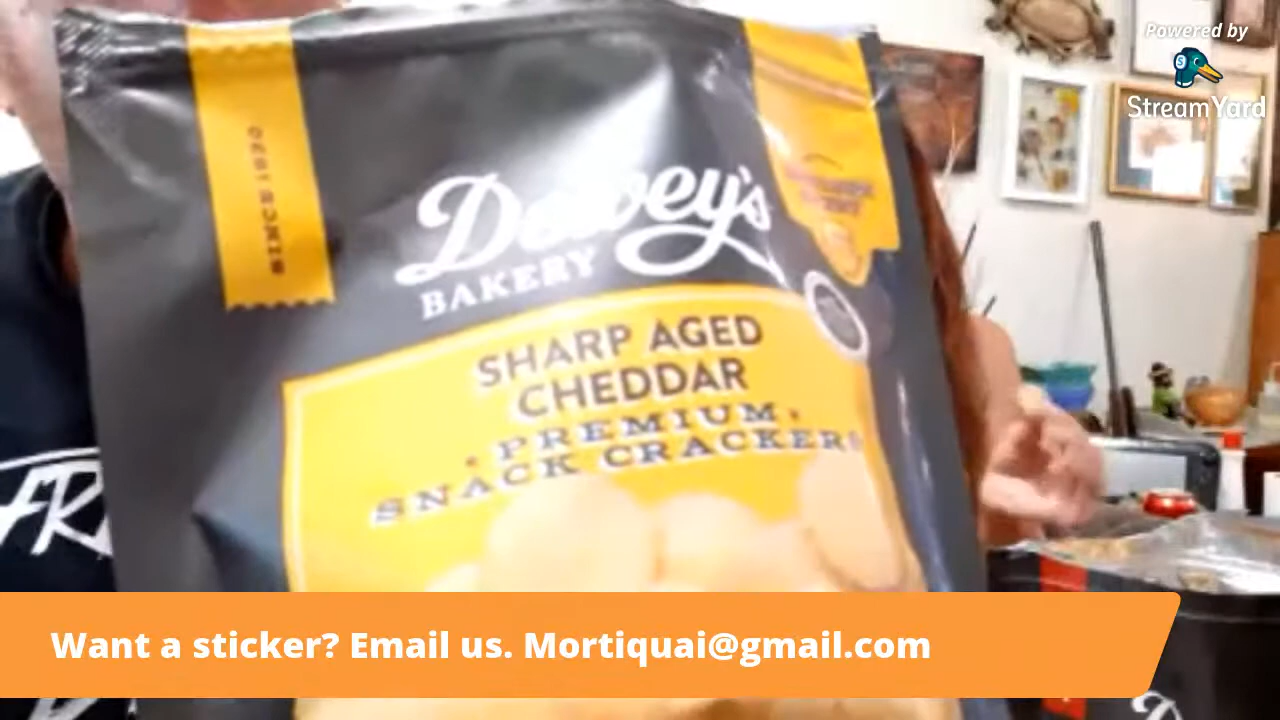 Powered by
StreamYard
SINCE 1930
Dewey's
BAKERY
SHARP AGED
CHEDDAR
PREMIUM
SNACK CRACKERS
Want a sticker? Email us. Mortiquai@gmail.com